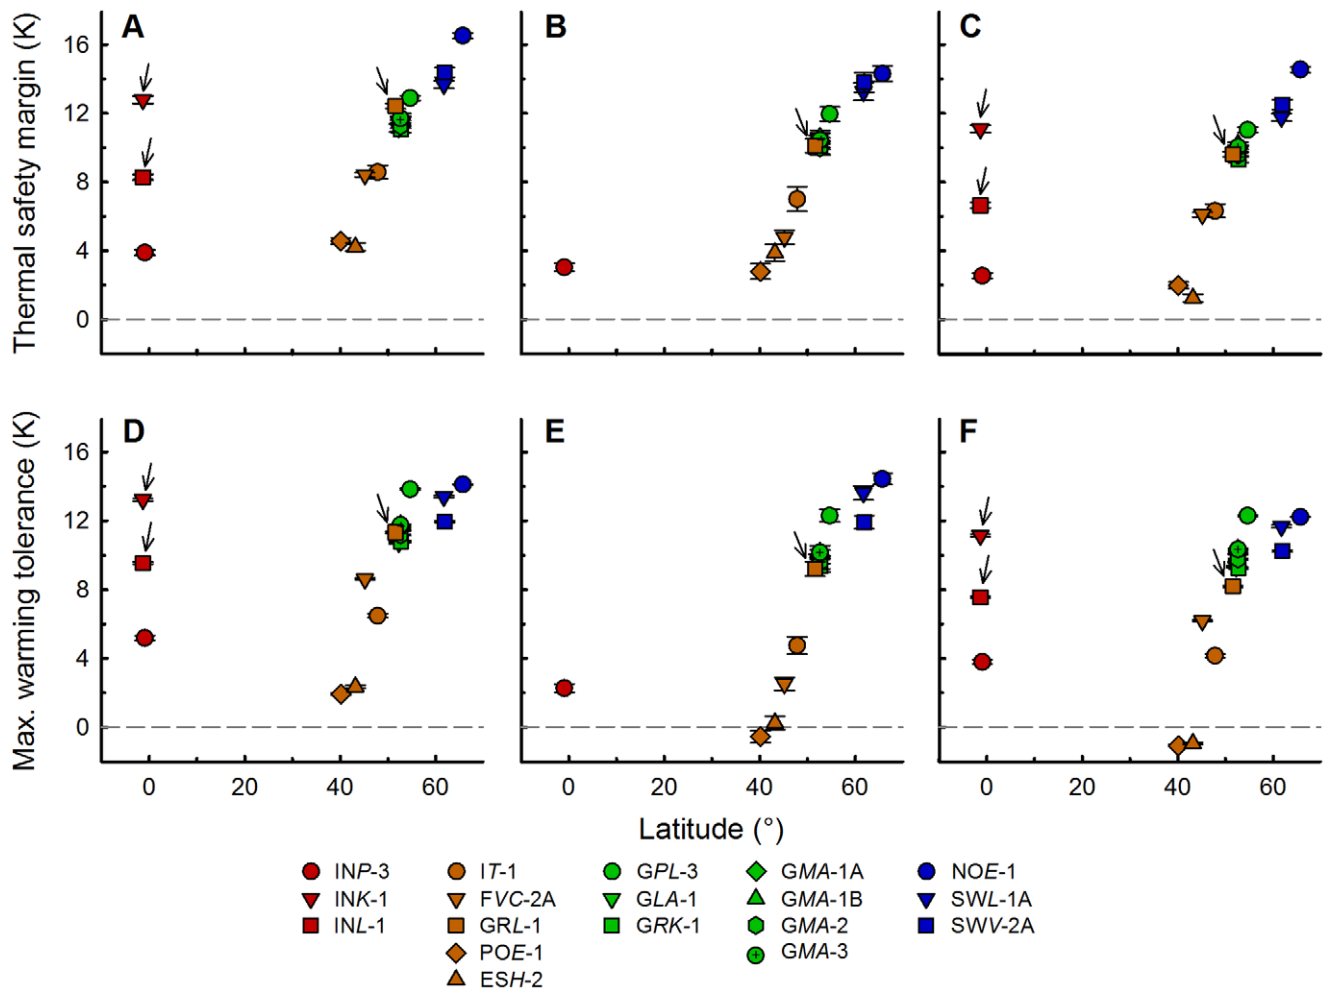 A B C
Thermal safety margin (K)
16
12
8
4
0
D E F
Max. warming tolerance (K)
16
12
8
4
0
0 20 40 60 0 20 40 60 0 20 40 60
Latitude (°)
INP-3 IT-1 GPL-3 GMA-1A NOE-1
INK-1 FVC-2A GLA-1 GMA-1B SWL-1A
INL-1 GRL-1 GRK-1 GMA-2 SWV-2A
POE-1 GMA-3
ESH-2